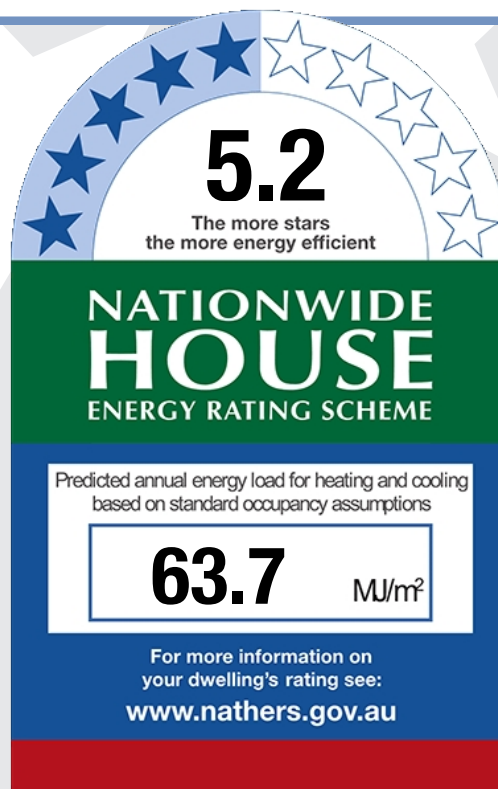 5.2
The more stars
the more energy efficient
NATIONWIDE
HOUSE
ENERGY RATING SCHEME
Predicted annual energy load for heating and cooling
based on standard occupancy assumptions
63.7 MJ/m²
For more information on
your dwelling's rating see:
www.nathers.gov.au